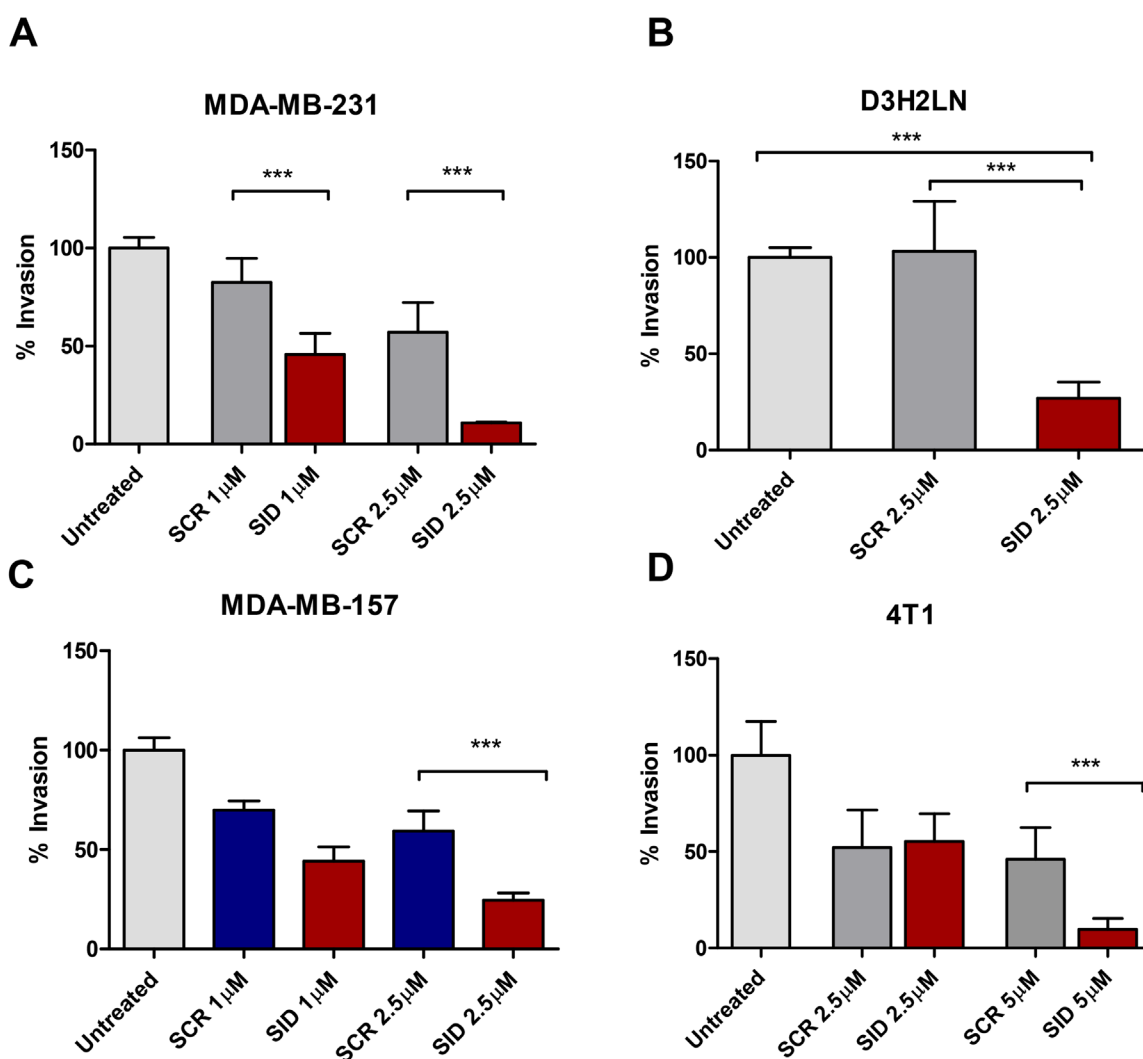 A
MDA-MB-231
% Invasion
150
100
50
0
***
***
Untreated
SCR 1μM
SID 1μM
SCR 2.5μM
SID 2.5μM
B
D3H2LN
% Invasion
150
100
50
0
***
***
Untreated
SCR 2.5μM
SID 2.5μM
C
MDA-MB-157
% Invasion
150
100
50
0
***
Untreated
SCR 1μM
SID 1μM
SCR 2.5μM
SID 2.5μM
D
4T1
% Invasion
150
100
50
0
***
Untreated
SCR 2.5μM
SID 2.5μM
SCR 5μM
SID 5μM